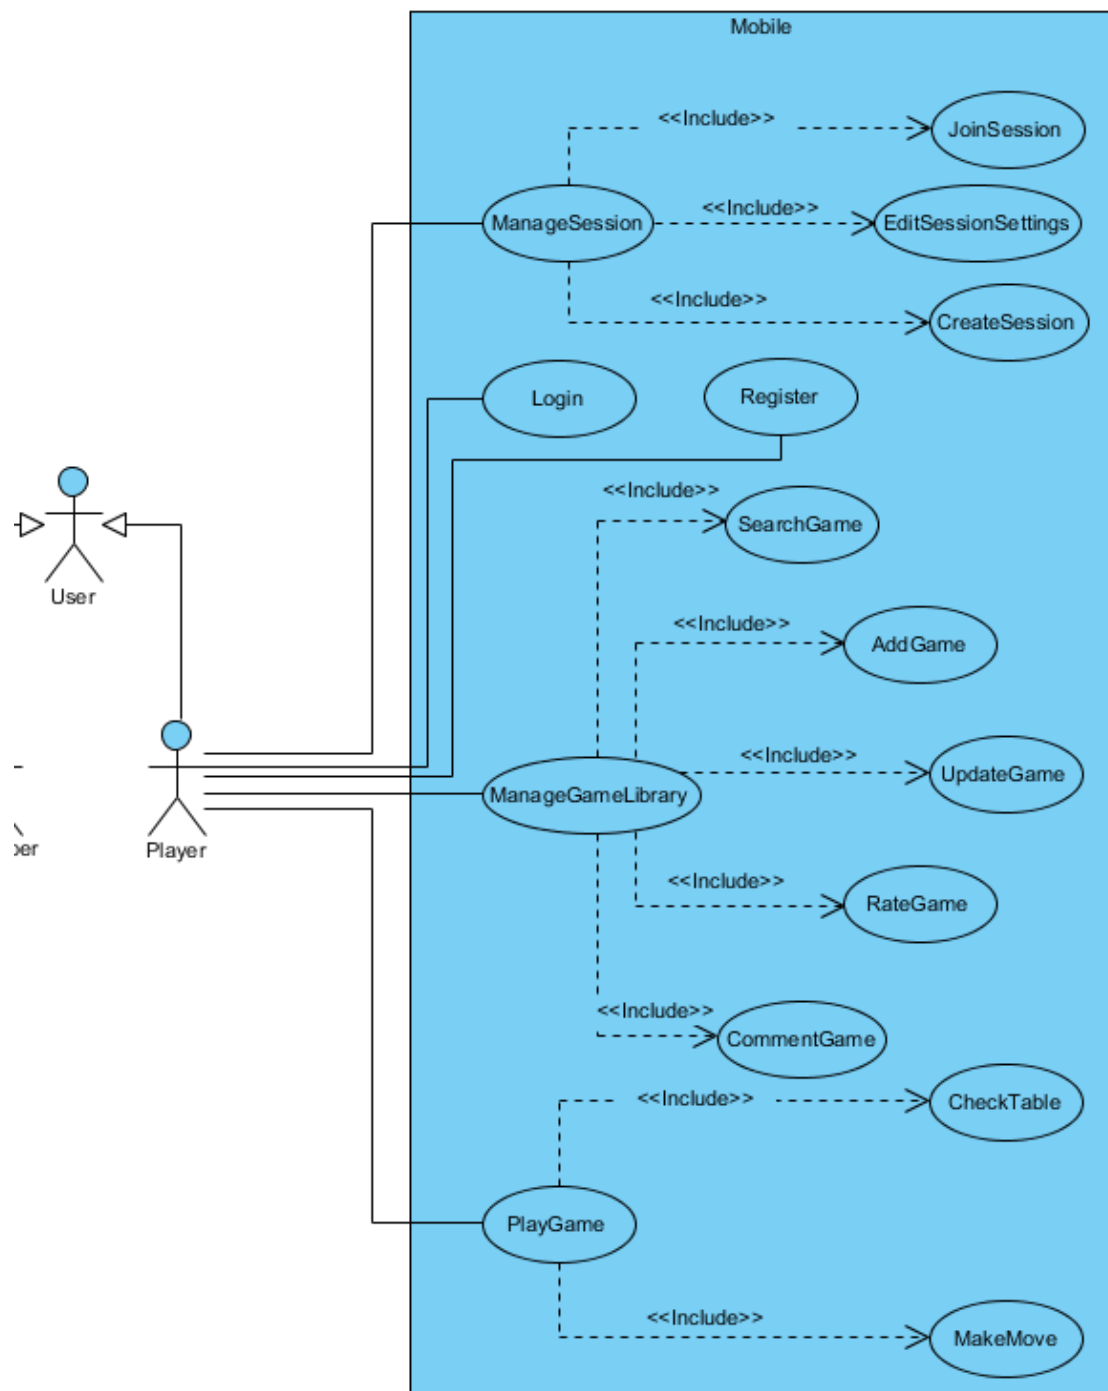 Mobile
<<Include>>
JoinSession
<<Include>>
ManageSession
EditSessionSettings
<<Include>>
CreateSession
Login
Register
<<Include>>
SearchGame
User
<<Include>>
AddGame
<<Include>>
UpdateGame
ManageGameLibrary
Player
<<Include>>
RateGame
<<Include>>
CommentGame
<<Include>>
CheckTable
PlayGame
<<Include>>
MakeMove